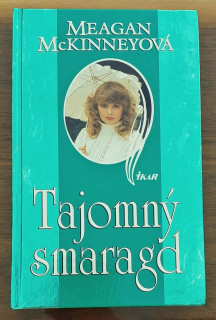 MEAGAN
MCKINNEYOVÁ
IKAR
Tajomný
smaragd